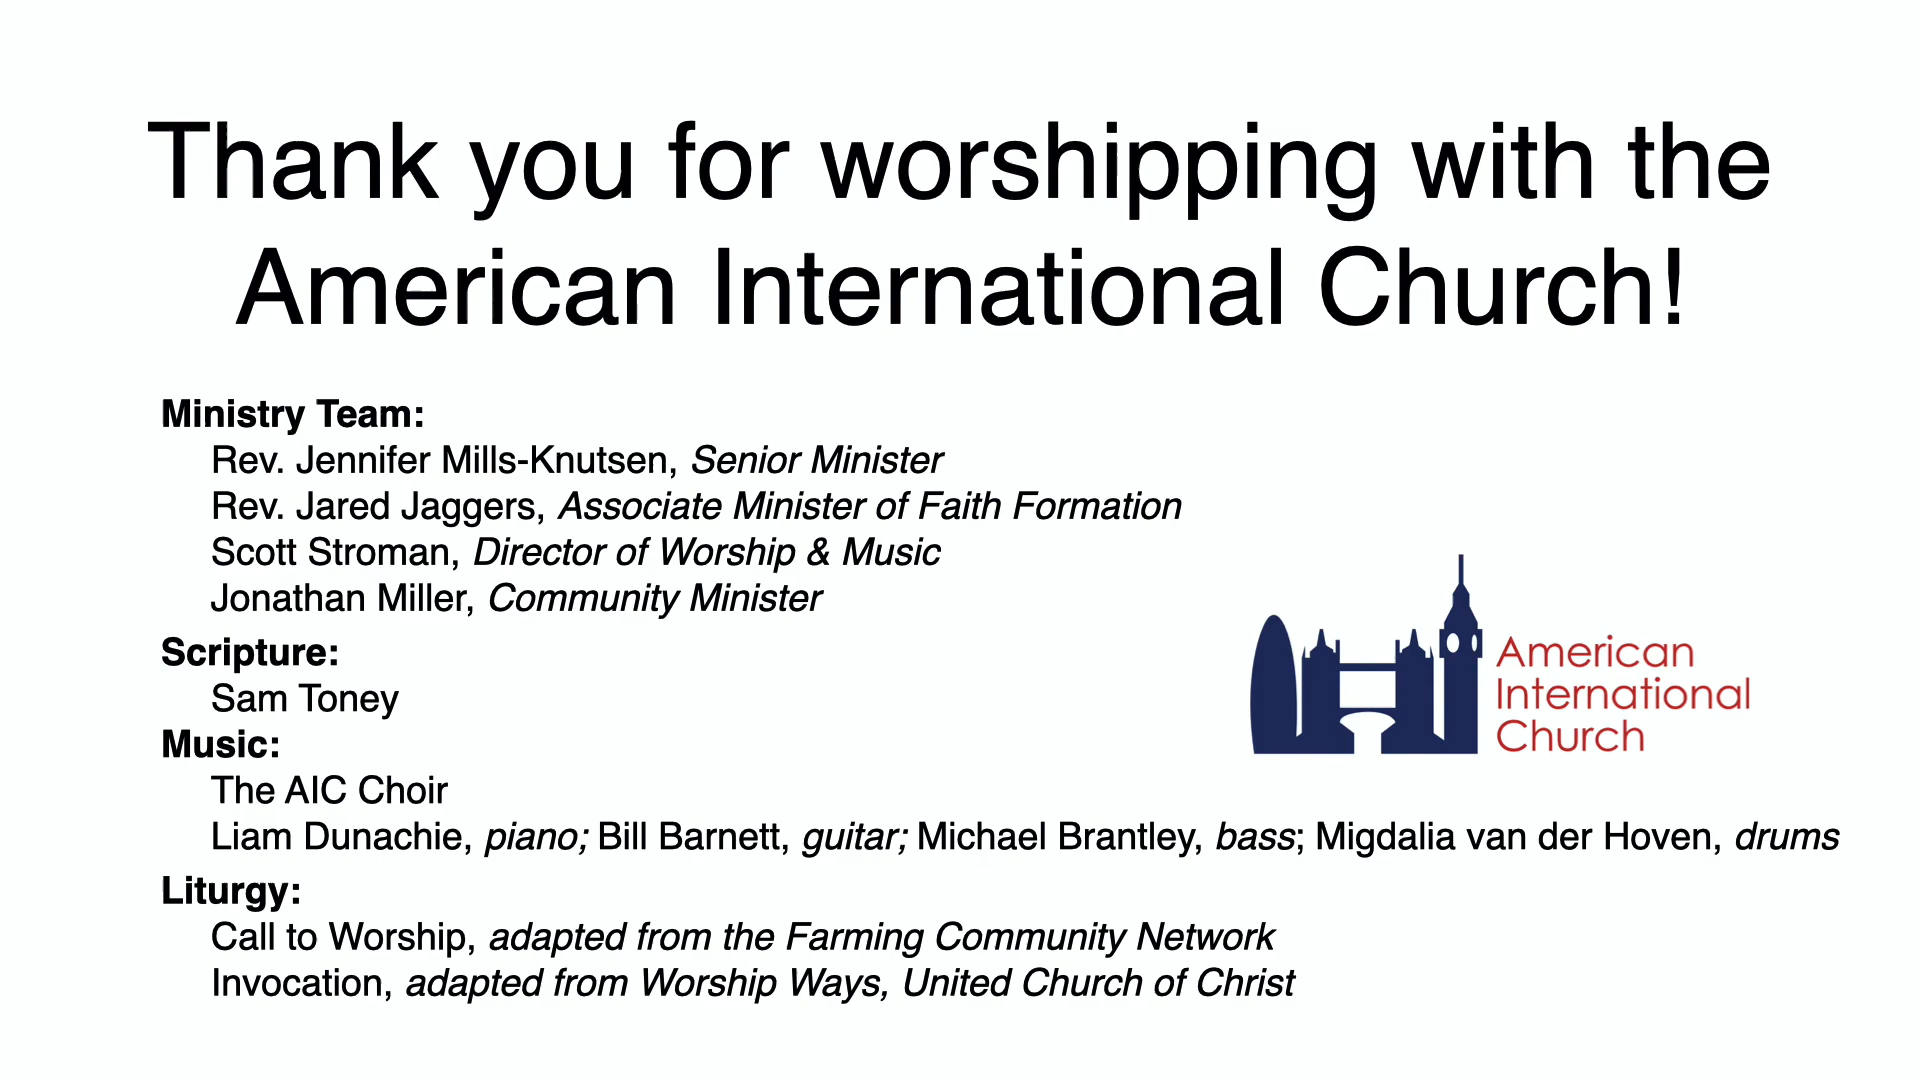 Thank you for worshipping with the
American International Church!
Ministry Team:
Rev. Jennifer Mills-Knutsen, Senior Minister
Rev. Jared Jaggers, Associate Minister of Faith Formation
Scott Stroman, Director of Worship & Music
Jonathan Miller, Community Minister
Scripture:
Sam Toney
Music:
The AIC Choir
Liam Dunachie, piano; Bill Barnett, guitar; Michael Brantley, bass; Migdalia van der Hoven, drums
Liturgy:
Call to Worship, adapted from the Farming Community Network
Invocation, adapted from Worship Ways, United Church of Christ
American
International
Church